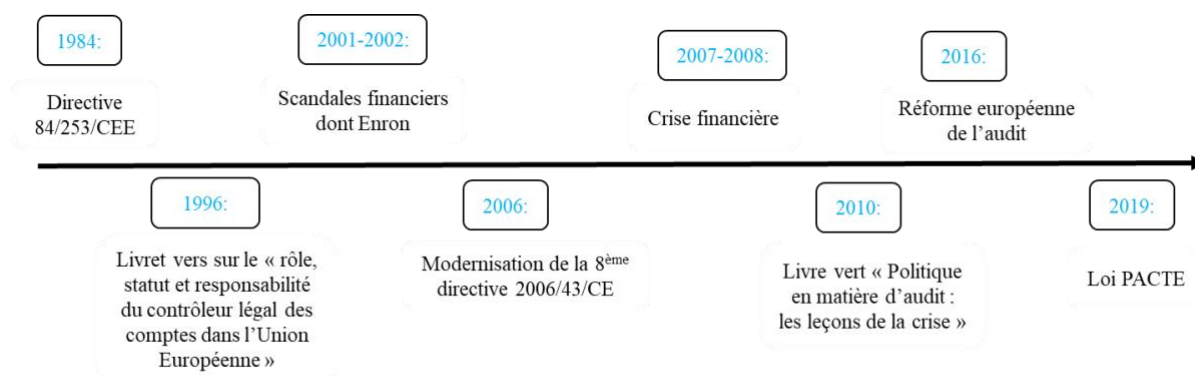 1984:
Directive
84/253/CEE
1996:
Livret vers sur le « rôle,
statut et responsabilité
du contrôleur légal des
comptes dans l’Union
Européenne »
2001-2002:
Scandales financiers
dont Enron
2006:
Modernisation de la 8ème
directive 2006/43/CE
2007-2008:
Crise financière
2010:
Livre vert « Politique
en matière d’audit :
les leçons de la crise »
2016:
Réforme européenne
de l’audit
2019:
Loi PACTE